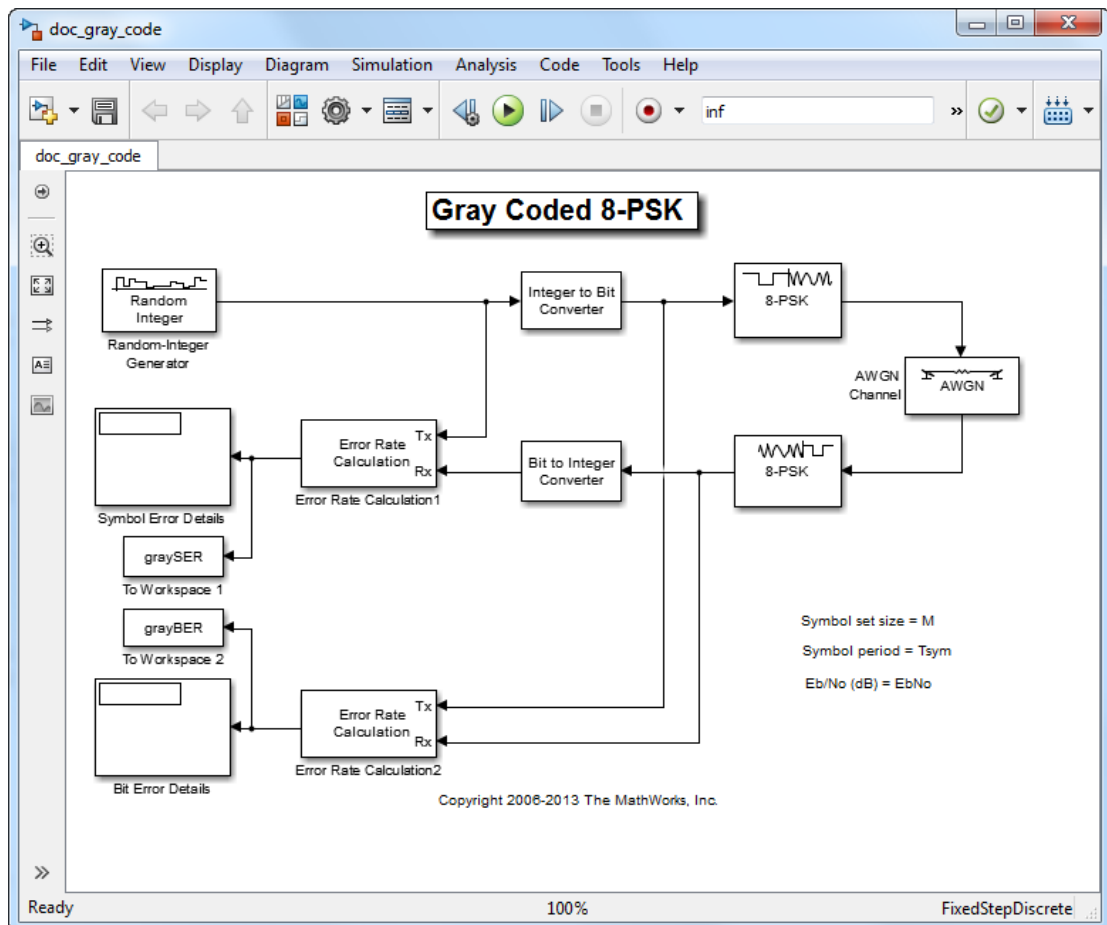 doc_gray_code
File Edit View Display Diagram Simulation Analysis Code Tools Help
inf
»
doc_gray_code
Gray Coded 8-PSK
Random
Integer
Random-Integer
Generator
Integer to Bit
Converter
8-PSK
AWGN
Channel
AWGN
Symbol Error Details
Error Rate
Calculation
Tx
Rx
Error Rate Calculation1
Bit to Integer
Converter
8-PSK
graySER
To Workspace 1
grayBER
To Workspace 2
Symbol set size = M
Symbol period = Tsym
Eb/No (dB) = EbNo
Bit Error Details
Error Rate
Calculation
Tx
Rx
Error Rate Calculation2
Copyright 2006-2013 The MathWorks, Inc.
»
Ready 100% FixedStepDiscrete